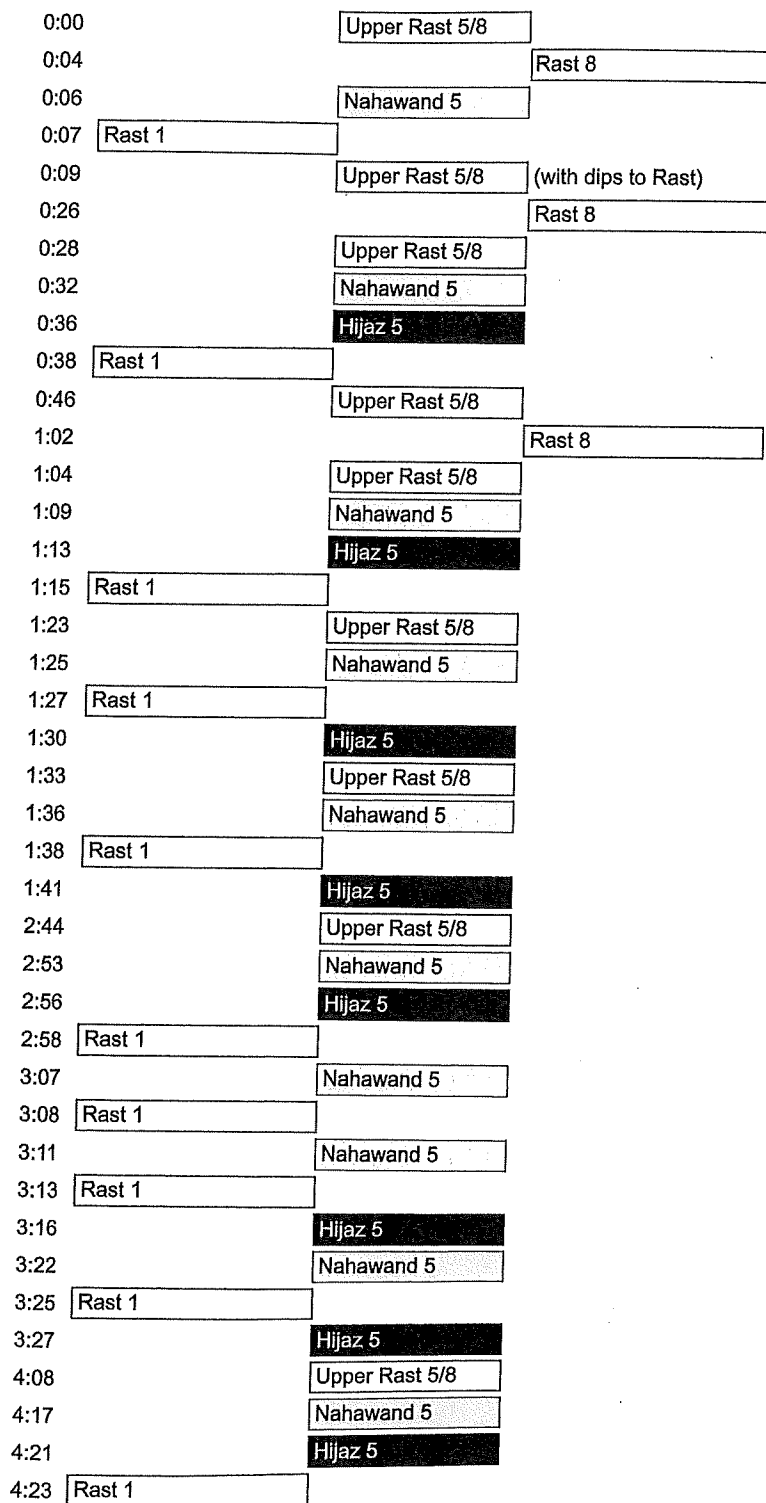 0:00 Upper Rast 5/8
0:04 Rast 8
0:06 Nahawand 5
0:07 Rast 1
0:09 Upper Rast 5/8 (with dips to Rast)
0:26 Rast 8
0:28 Upper Rast 5/8
0:32 Nahawand 5
0:36 Hijaz 5
0:38 Rast 1
0:46 Upper Rast 5/8
1:02 Rast 8
1:04 Upper Rast 5/8
1:09 Nahawand 5
1:13 Hijaz 5
1:15 Rast 1
1:23 Upper Rast 5/8
1:25 Nahawand 5
1:27 Rast 1
1:30 Hijaz 5
1:33 Upper Rast 5/8
1:36 Nahawand 5
1:38 Rast 1
1:41 Hijaz 5
2:44 Upper Rast 5/8
2:53 Nahawand 5
2:56 Hijaz 5
2:58 Rast 1
3:07 Nahawand 5
3:08 Rast 1
3:11 Nahawand 5
3:13 Rast 1
3:16 Hijaz 5
3:22 Nahawand 5
3:25 Rast 1
3:27 Hijaz 5
4:08 Upper Rast 5/8
4:17 Nahawand 5
4:21 Hijaz 5
4:23 Rast 1